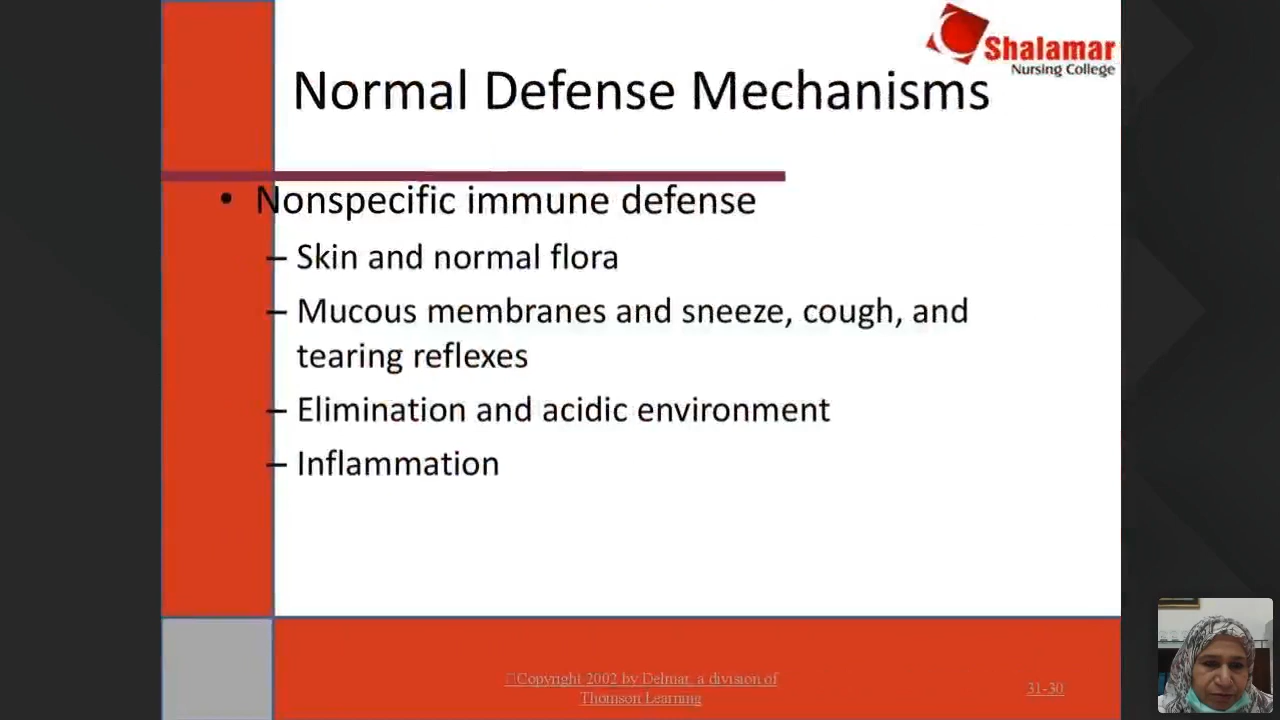 Shalamar
Nursing College
Normal Defense Mechanisms
• Nonspecific immune defense
– Skin and normal flora
– Mucous membranes and sneeze, cough, and
tearing reflexes
– Elimination and acidic environment
– Inflammation
Copyright 2002 by Delmar, a division of
Thomson Learning
31-30